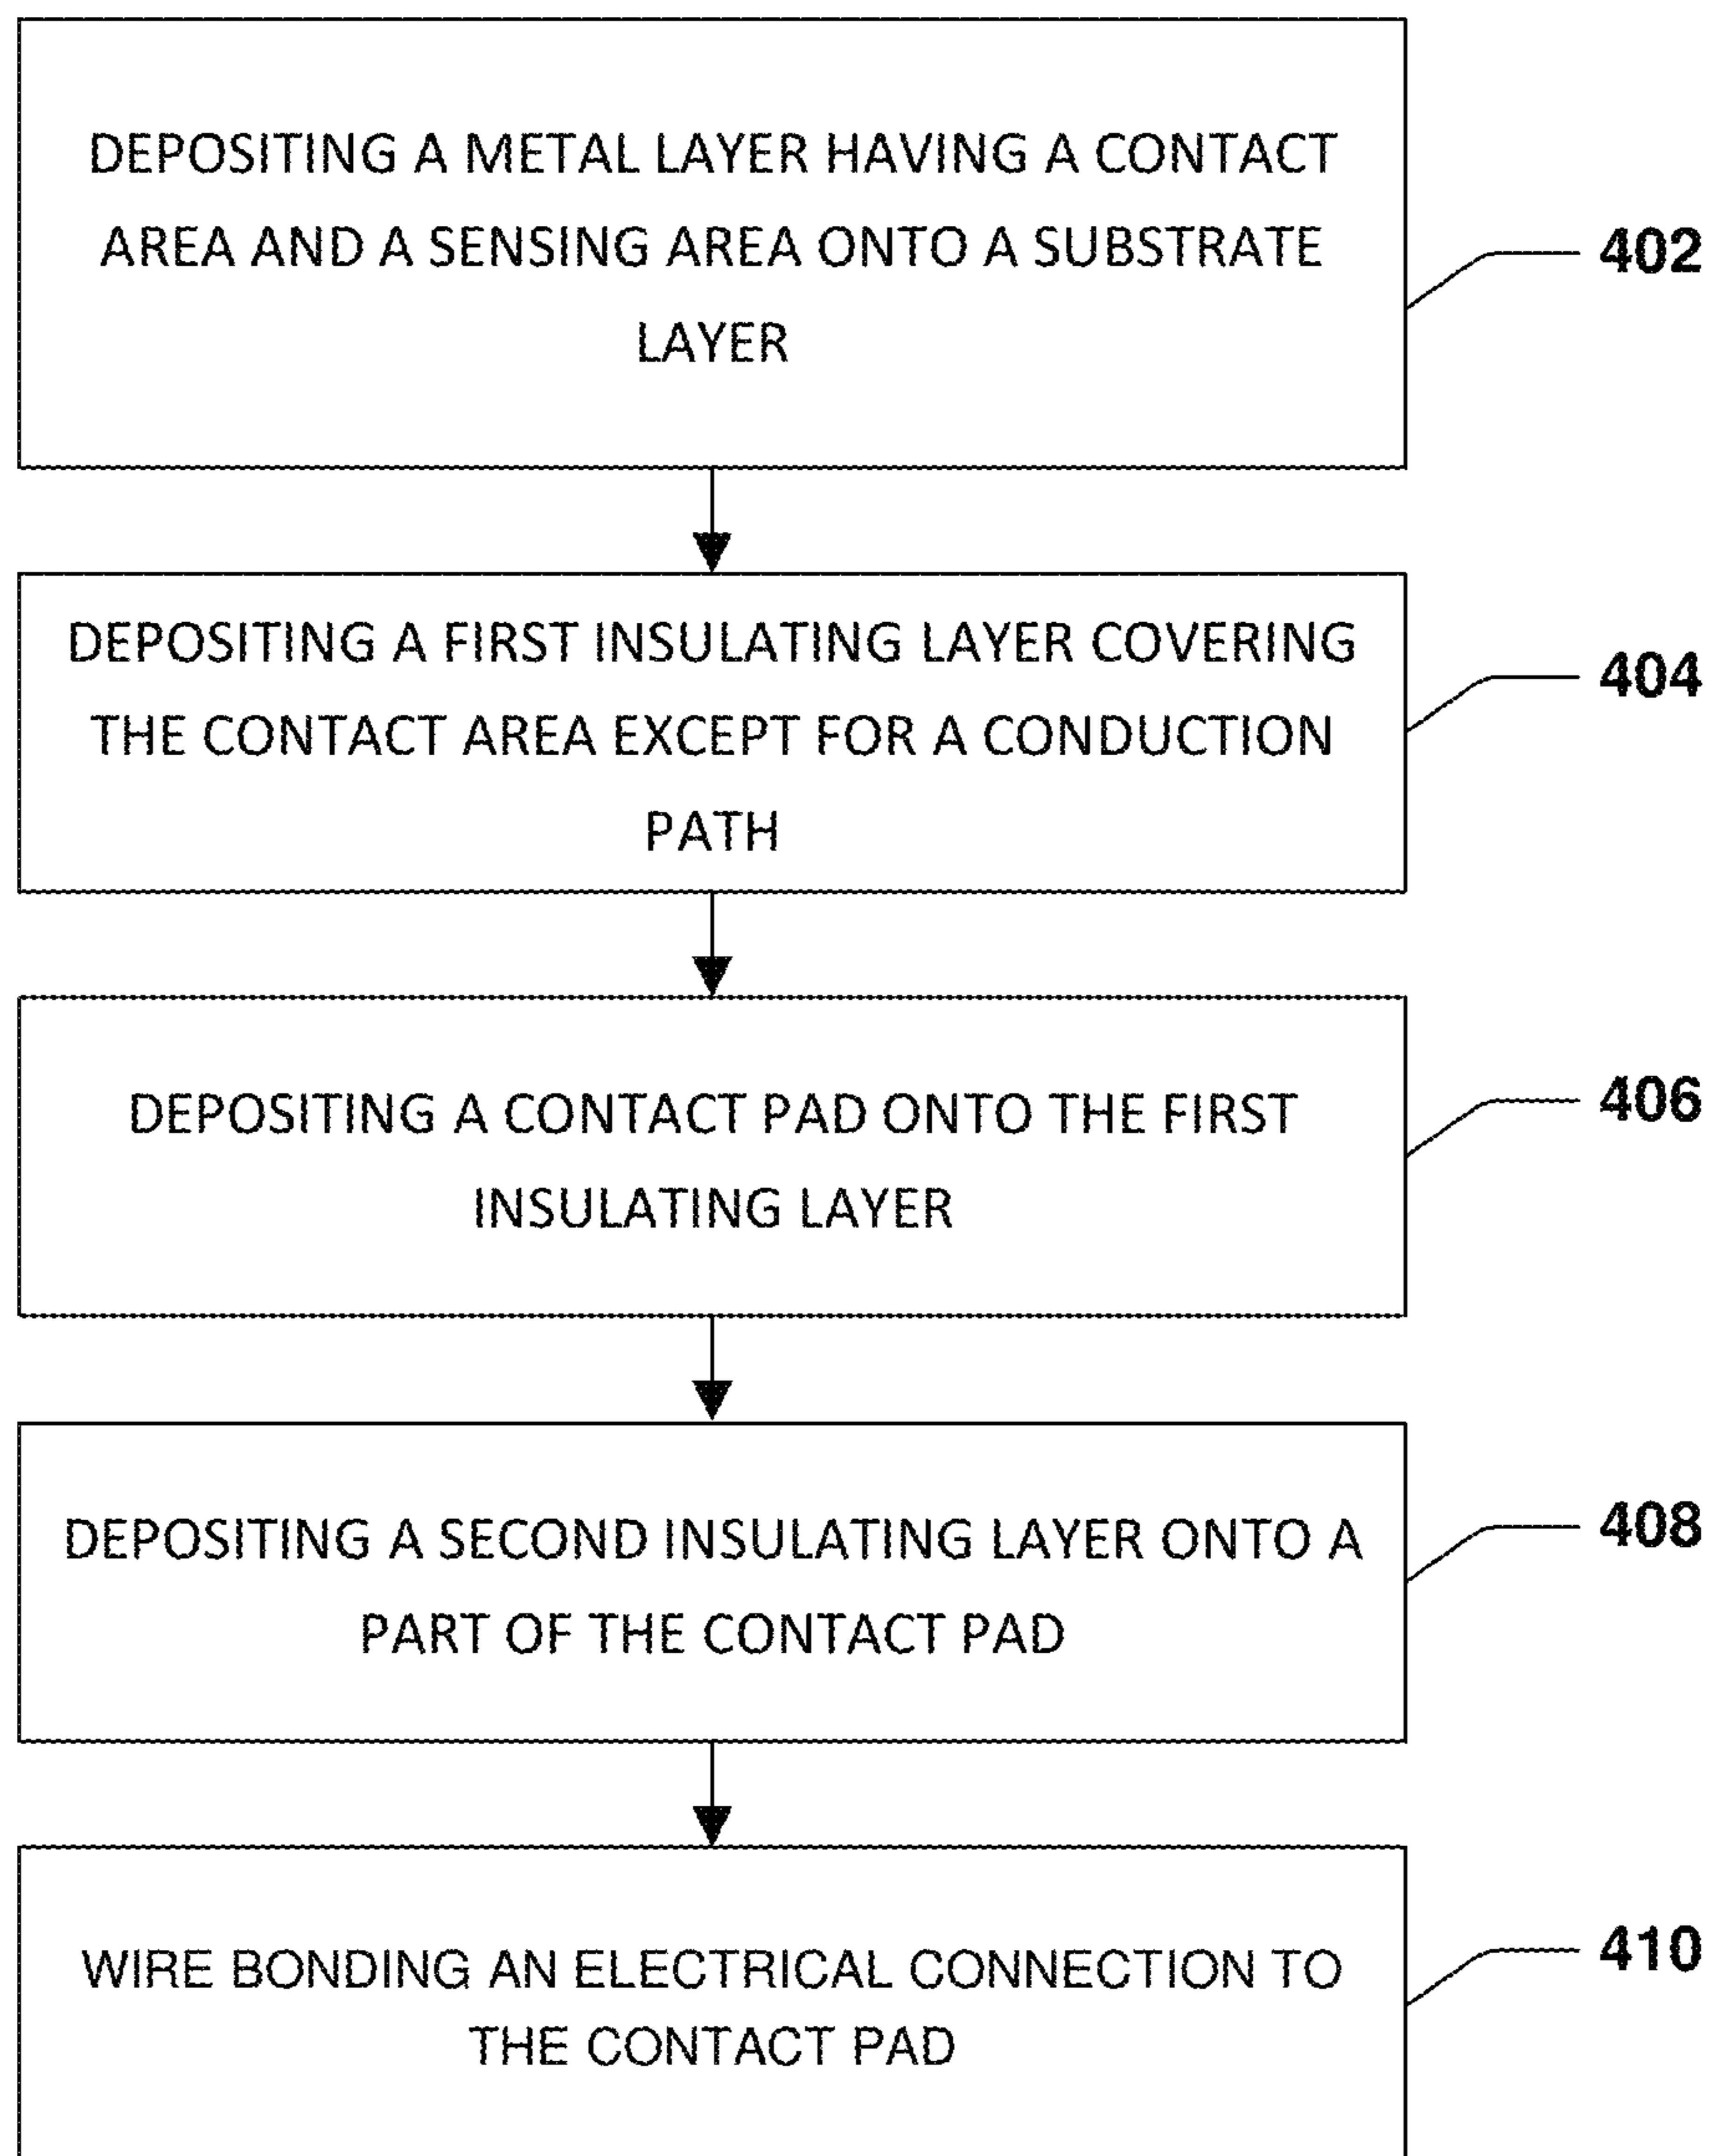 DEPOSITING A METAL LAYER HAVING A CONTACT
AREA AND A SENSING AREA ONTO A SUBSTRATE
LAYER
402
DEPOSITING A FIRST INSULATING LAYER COVERING
THE CONTACT AREA EXCEPT FOR A CONDUCTION
PATH
404
DEPOSITING A CONTACT PAD ONTO THE FIRST
INSULATING LAYER
406
DEPOSITING A SECOND INSULATING LAYER ONTO A
PART OF THE CONTACT PAD
408
WIRE BONDING AN ELECTRICAL CONNECTION TO
THE CONTACT PAD
410